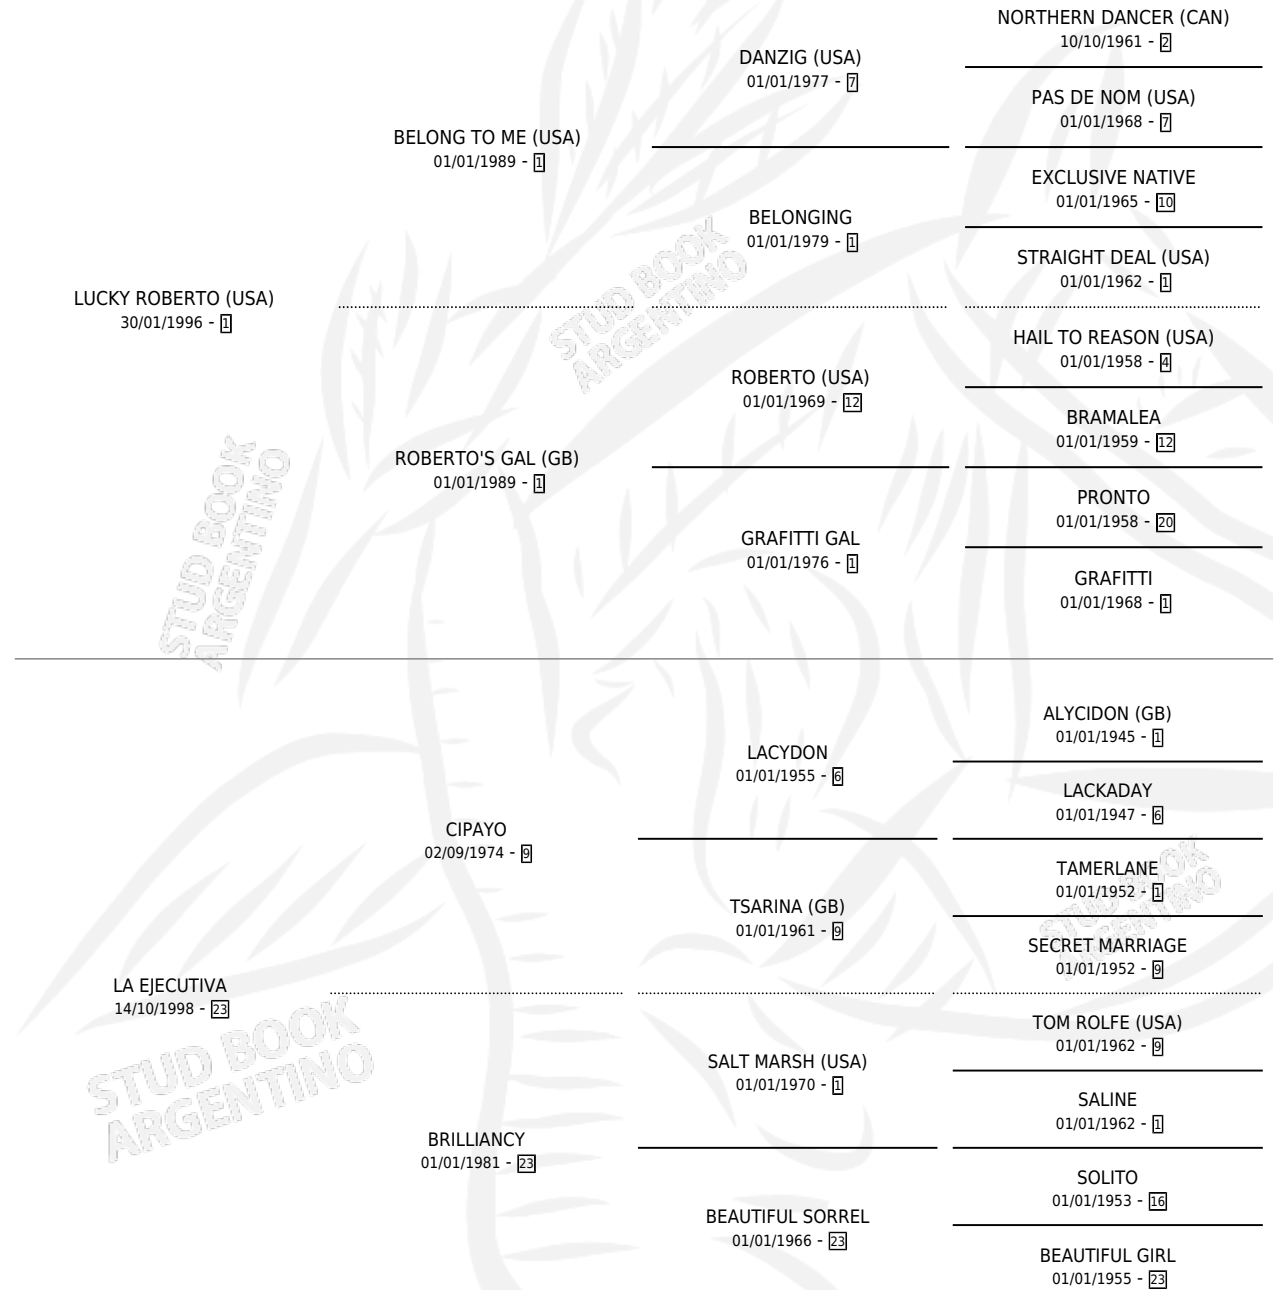 NORTHERN DANCER (CAN)
10/10/1961 - 2
DANZIG (USA)
01/01/1977 - 7
PAS DE NOM (USA)
01/01/1968 - 7
BELONG TO ME (USA)
01/01/1989 - 1
EXCLUSIVE NATIVE
01/01/1965 - 10
BELONGING
01/01/1979 - 1
STRAIGHT DEAL (USA)
01/01/1962 - 1
LUCKY ROBERTO (USA)
30/01/1996 - 1
STUD BOOK
ARGENTINO
HAIL TO REASON (USA)
01/01/1958 - 4
ROBERTO (USA)
01/01/1969 - 12
BRAMALEA
01/01/1959 - 12
ROBERTO'S GAL (GB)
01/01/1989 - 1
PRONTO
01/01/1958 - 20
GRAFITTI GAL
01/01/1976 - 1
GRAFITTI
01/01/1968 - 1
STUD BOOK
ARGENTINO
ALYCIDON (GB)
01/01/1945 - 1
LACYDON
01/01/1955 - 6
LACKADAY
01/01/1947 - 6
CIPAYO
02/09/1974 - 9
TAMERLANE
01/01/1952 - 1
TSARINA (GB)
01/01/1961 - 9
STUD BOOK
ARGENTINO
SECRET MARRIAGE
01/01/1952 - 9
LA EJECUTIVA
14/10/1998 - 23
TOM ROLFE (USA)
01/01/1962 - 9
SALT MARSH (USA)
01/01/1970 - 1
STUD BOOK
ARGENTINO
SALINE
01/01/1962 - 1
BRILLIANCY
01/01/1981 - 23
SOLITO
01/01/1953 - 16
BEAUTIFUL SORREL
01/01/1966 - 23
BEAUTIFUL GIRL
01/01/1955 - 23